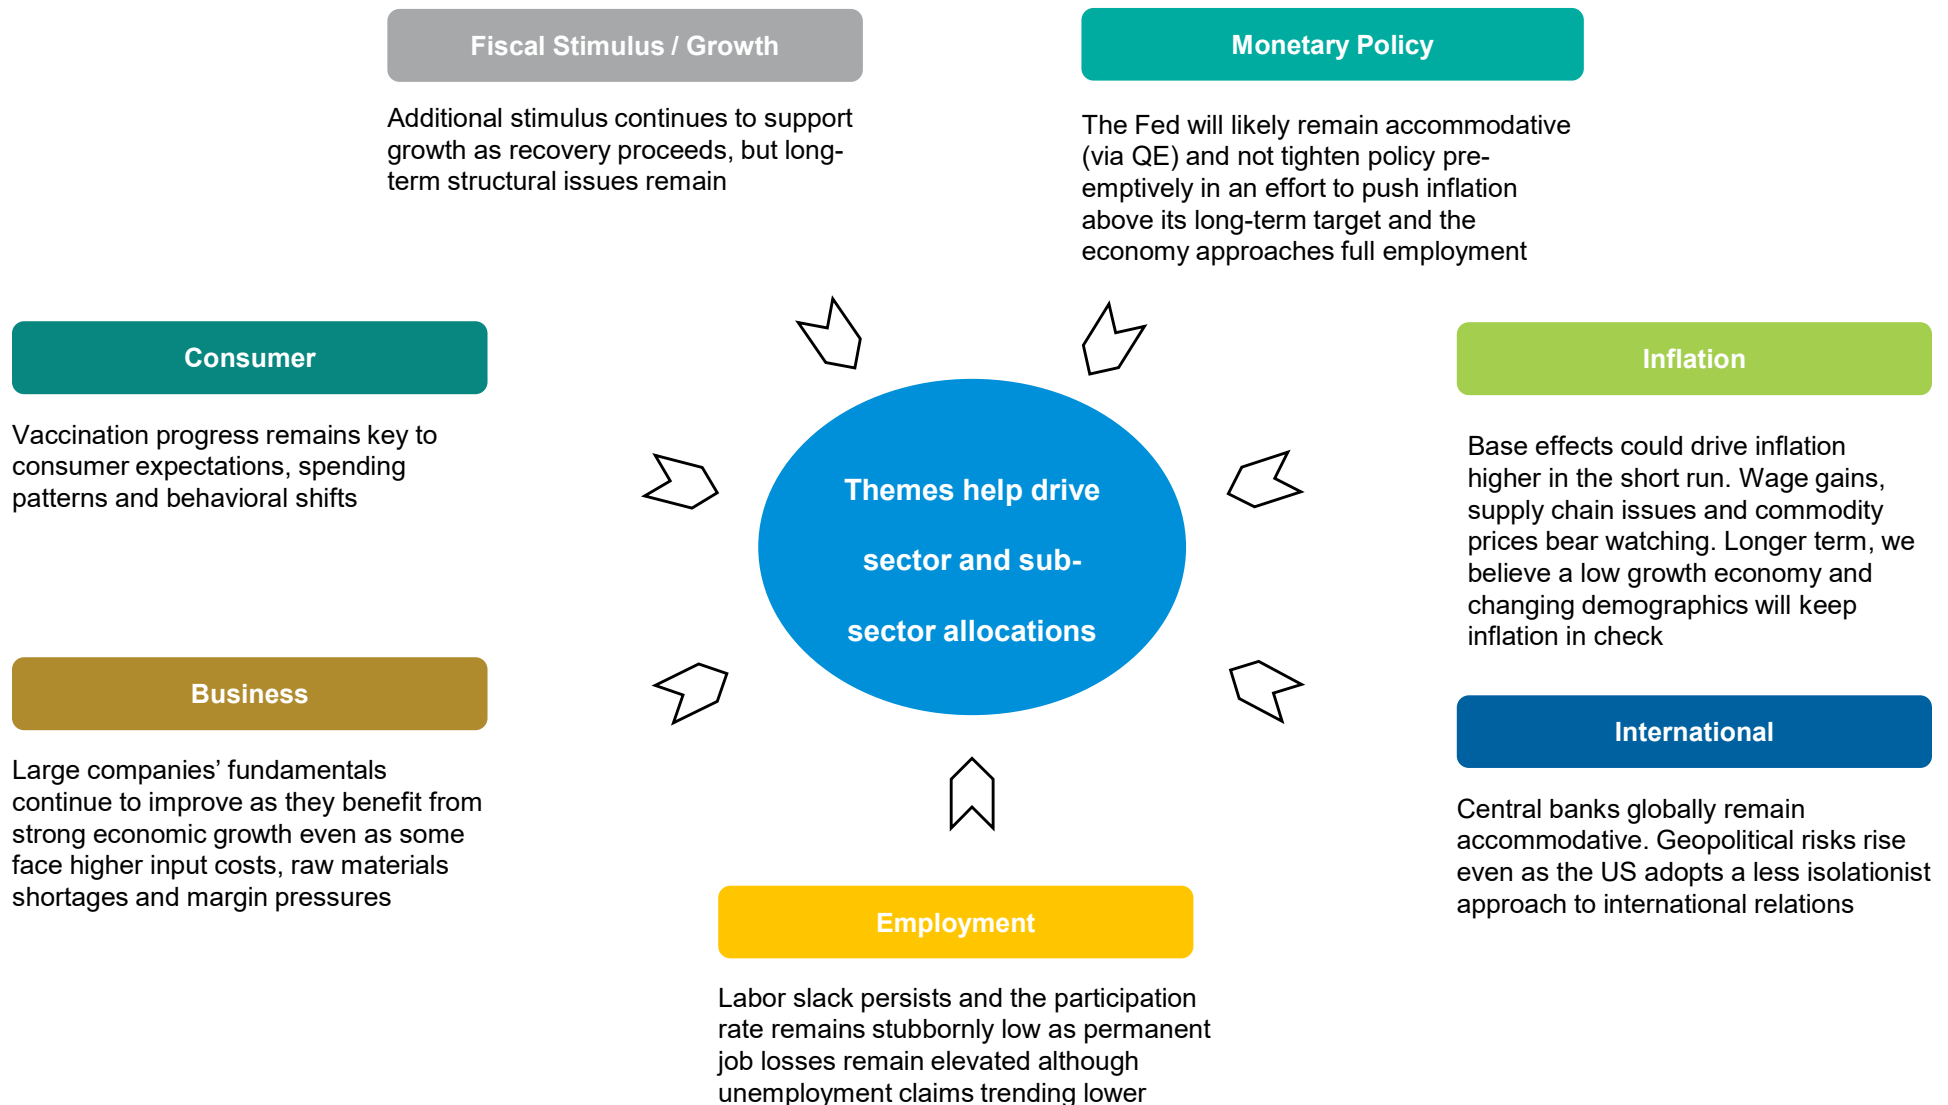 Fiscal Stimulus / Growth
Additional stimulus continues to support
growth as recovery proceeds, but long-
term structural issues remain
Monetary Policy
The Fed will likely remain accommodative
(via QE) and not tighten policy pre-
emptively in an effort to push inflation
above its long-term target and the
economy approaches full employment
Consumer
Vaccination progress remains key to
consumer expectations, spending
patterns and behavioral shifts
Inflation
Base effects could drive inflation
higher in the short run. Wage gains,
supply chain issues and commodity
prices bear watching. Longer term, we
believe a low growth economy and
changing demographics will keep
inflation in check
Themes help drive
sector and sub-
sector allocations
Business
Large companies’ fundamentals
continue to improve as they benefit from
strong economic growth even as some
face higher input costs, raw materials
shortages and margin pressures
International
Central banks globally remain
accommodative. Geopolitical risks rise
even as the US adopts a less isolationist
approach to international relations
Employment
Labor slack persists and the participation
rate remains stubbornly low as permanent
job losses remain elevated although
unemployment claims trending lower